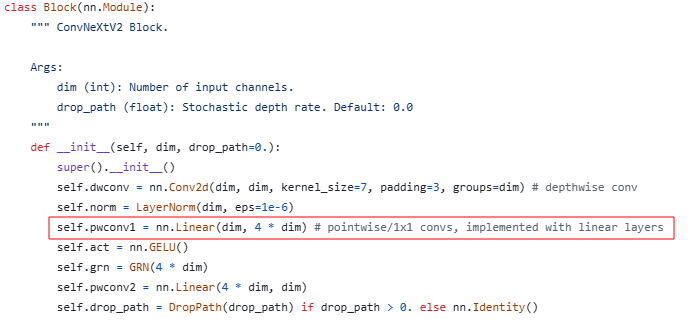 class Block(nn.Module):
""" ConvNeXtV2 Block.
Args:
dim (int): Number of input channels.
drop_path (float): Stochastic depth rate. Default: 0.0
"""
def __init__(self, dim, drop_path=0.):
super().__init__()
self.dwconv = nn.Conv2d(dim, dim, kernel_size=7, padding=3, groups=dim) # depthwise conv
self.norm = LayerNorm(dim, eps=1e-6)
self.pwconv1 = nn.Linear(dim, 4 * dim) # pointwise/1x1 convs, implemented with linear layers
self.act = nn.GELU()
self.grn = GRN(4 * dim)
self.pwconv2 = nn.Linear(4 * dim, dim)
self.drop_path = DropPath(drop_path) if drop_path > 0. else nn.Identity()